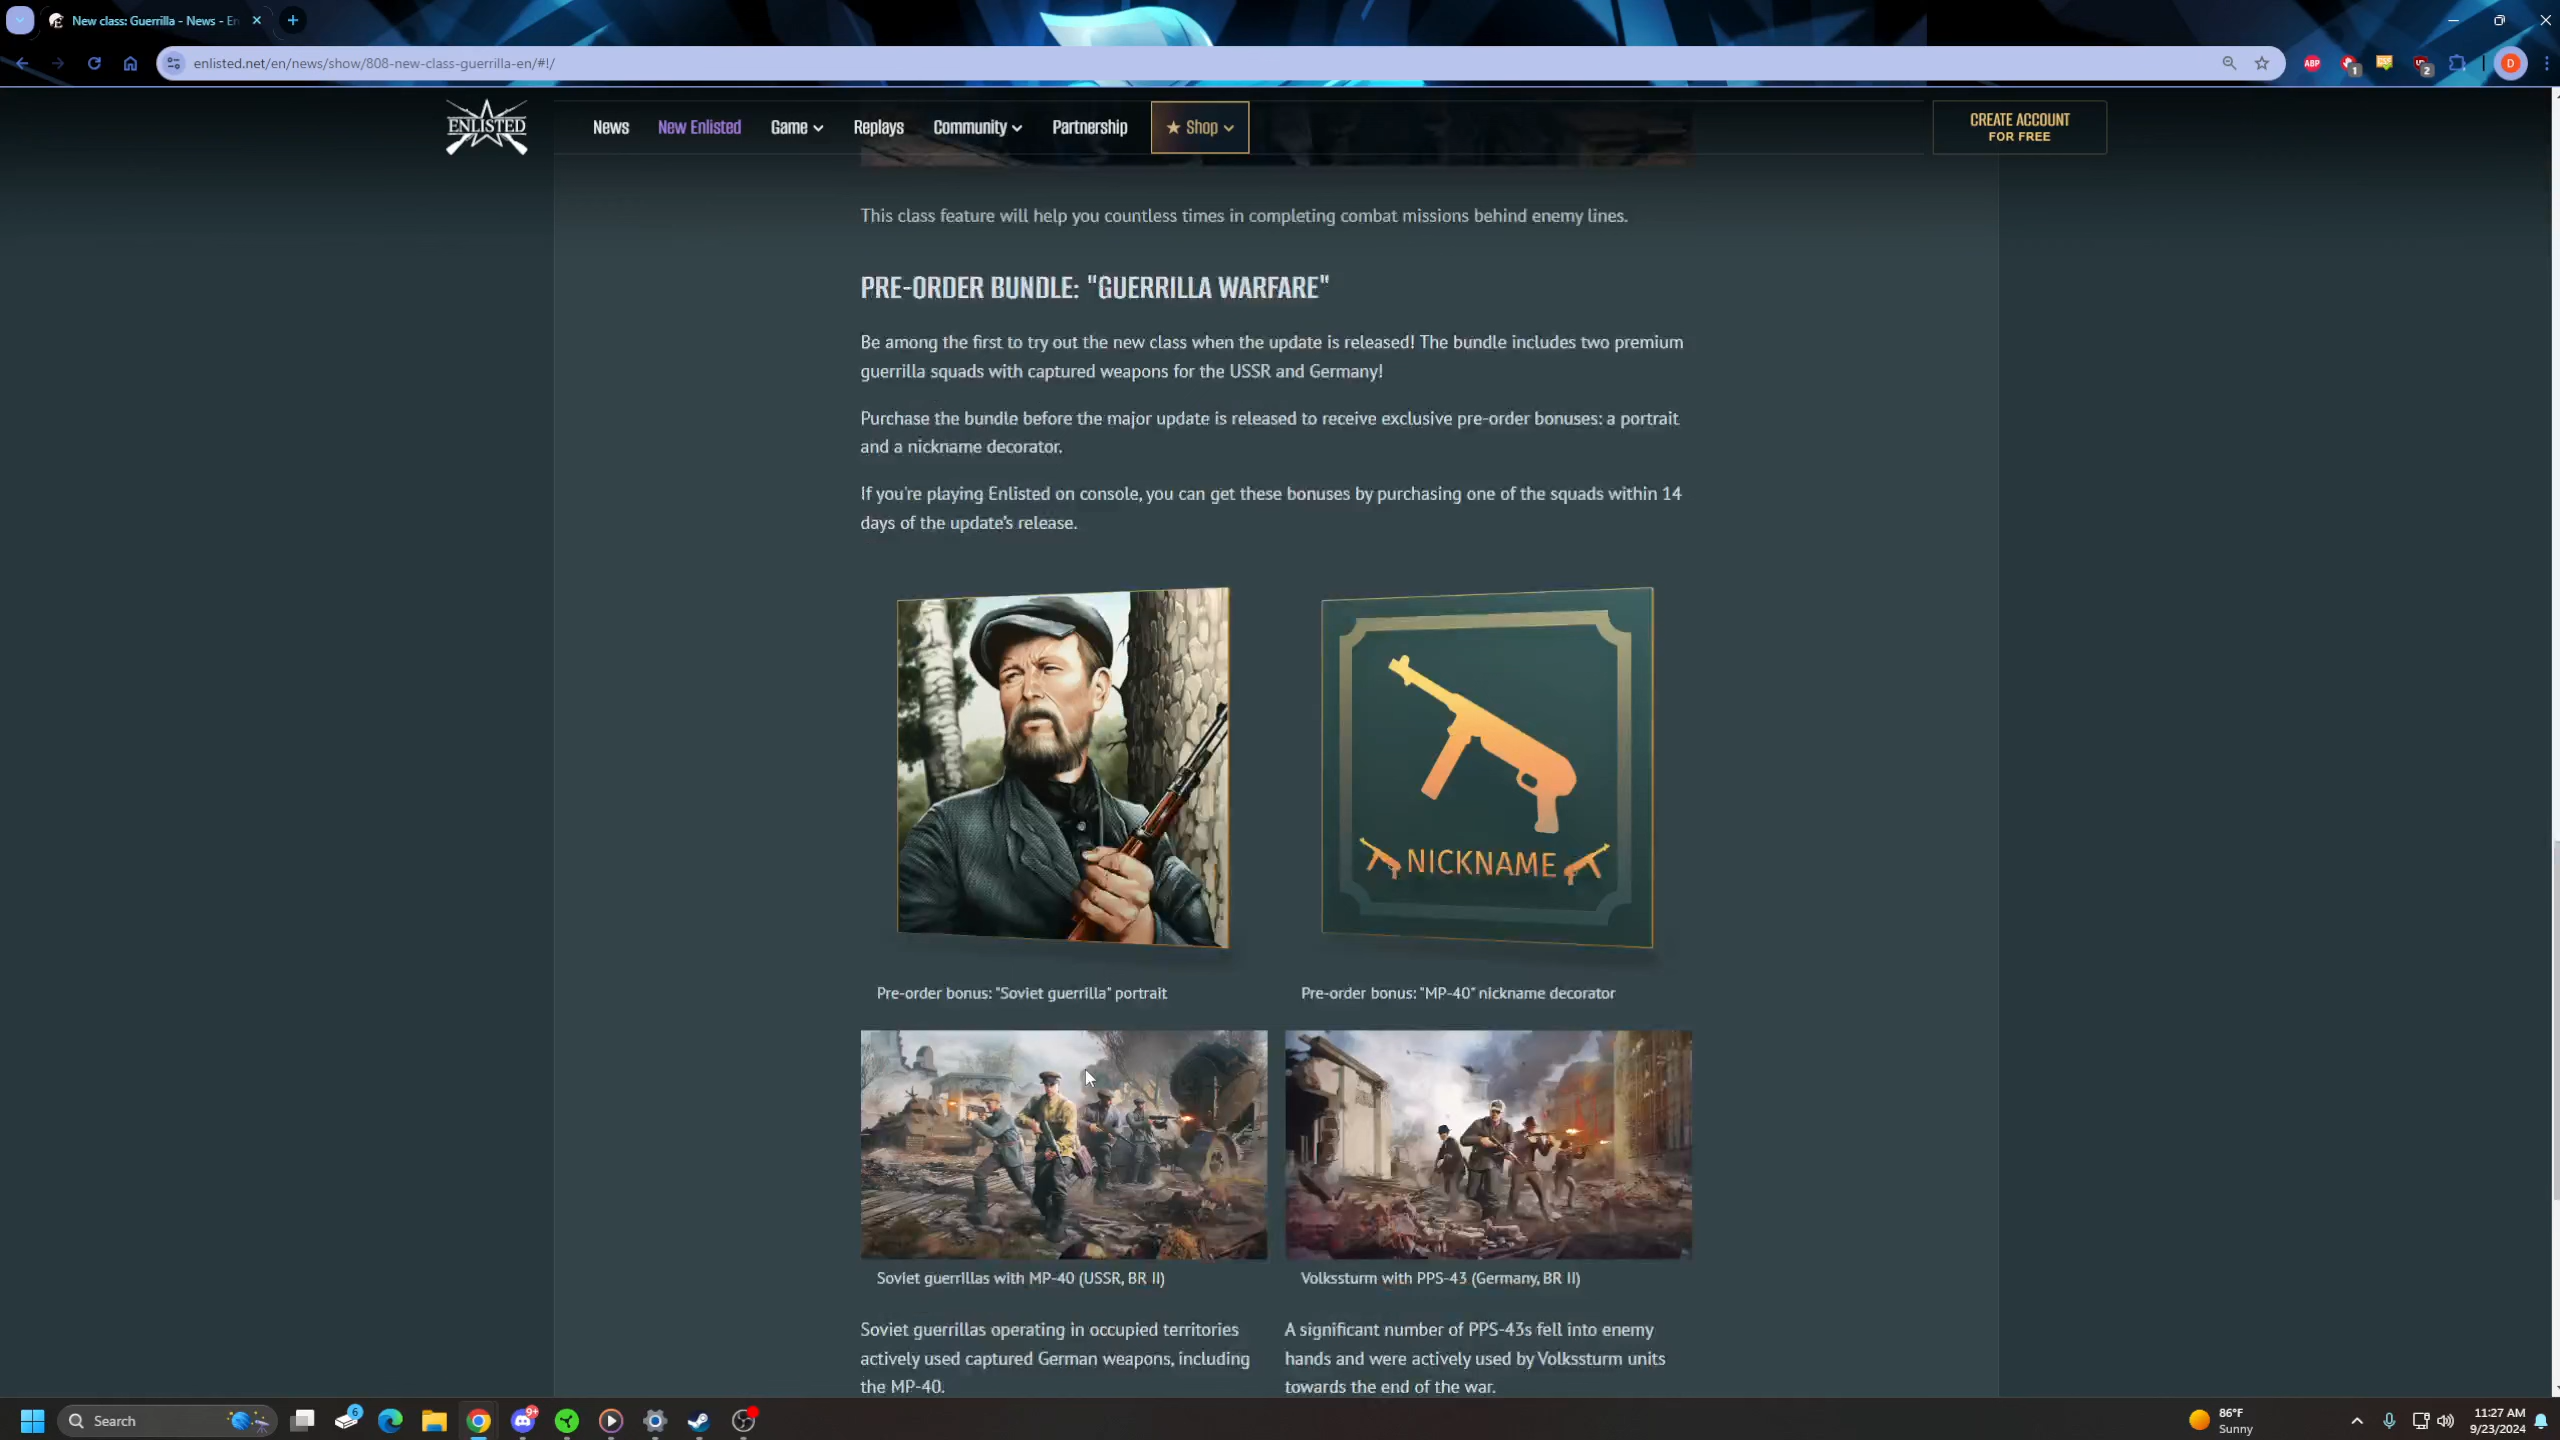 New class: Guerrilla - News - En
enlisted.net/en/news/show/808-new-class-guerrilla-en/#!/
ABP
1
2
D
ENLISTED
News
New Enlisted
Game
Replays
Community
Partnership
★ Shop
CREATE ACCOUNT
FOR FREE
This class feature will help you countless times in completing combat missions behind enemy lines.
PRE-ORDER BUNDLE: "GUERRILLA WARFARE"
Be among the first to try out the new class when the update is released! The bundle includes two premium
guerrilla squads with captured weapons for the USSR and Germany!
Purchase the bundle before the major update is released to receive exclusive pre-order bonuses: a portrait
and a nickname decorator.
If you're playing Enlisted on console, you can get these bonuses by purchasing one of the squads within 14
days of the update's release.
NICKNAME
Pre-order bonus: "Soviet guerrilla" portrait
Pre-order bonus: "MP-40" nickname decorator
Soviet guerrillas with MP-40 (USSR, BR II)
Volkssturm with PPS-43 (Germany, BR II)
Soviet guerrillas operating in occupied territories
actively used captured German weapons, including
the MP-40.
A significant number of PPS-43s fell into enemy
hands and were actively used by Volkssturm units
towards the end of the war.
Search
6
9+
86°F
Sunny
11:27 AM
9/23/2024